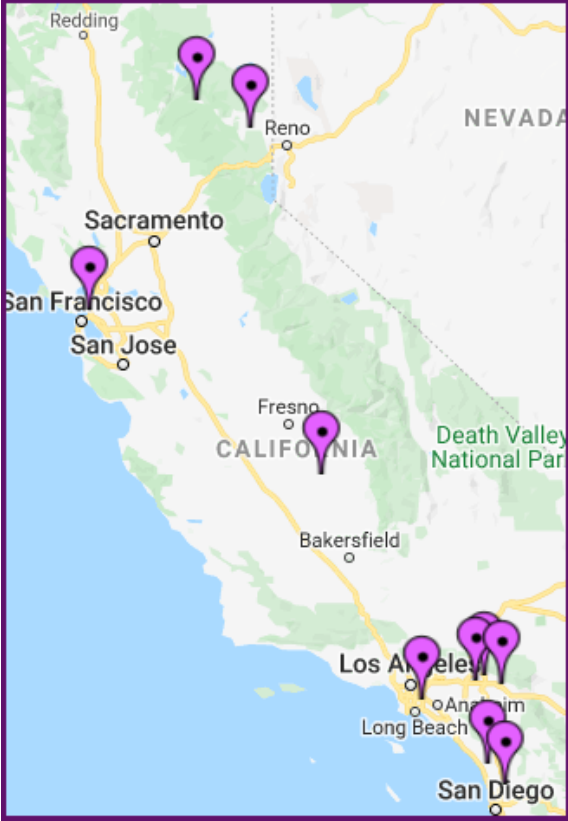 Redding
NEVADA
Reno
Sacramento
San Francisco
San Jose
Fresno
CALIFORNIA
Death Valley
National Par
Bakersfield
Los Angeles
Anaheim
Long Beach
San Diego